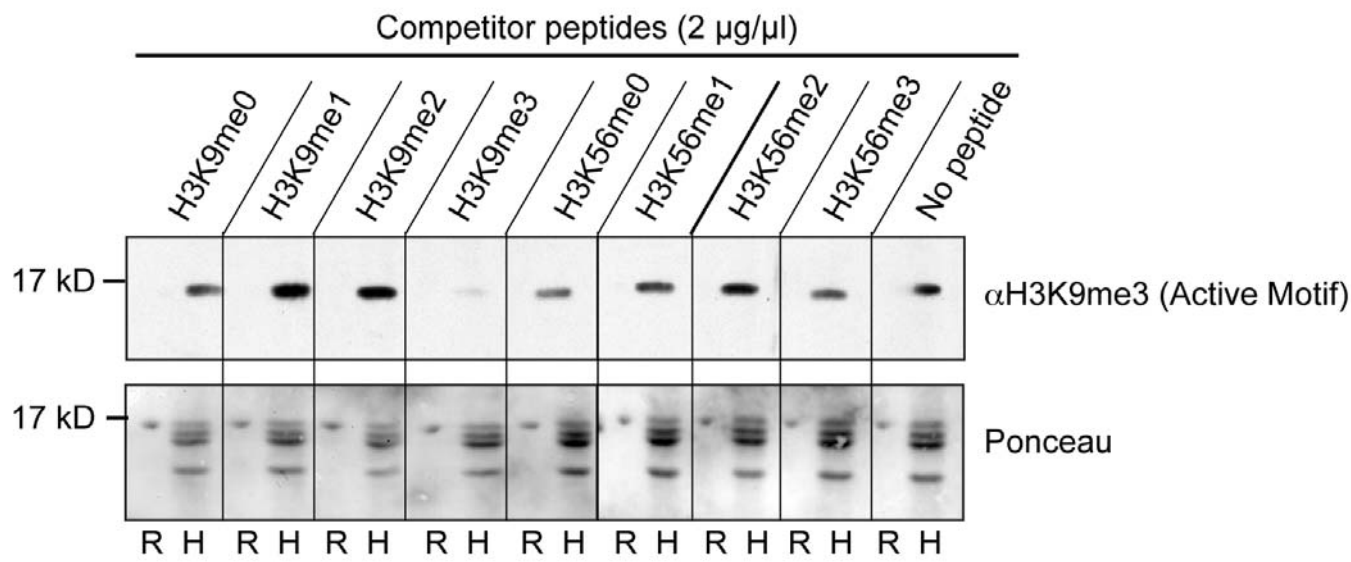 Competitor peptides (2 µg/µl)
H3K9me0 H3K9me1 H3K9me2 H3K9me3 H3K56me0 H3K56me1 H3K56me2 H3K56me3 No peptide
17 kD
αH3K9me3 (Active Motif)
17 kD
Ponceau
R H R H R H R H R H R H R H R H R H